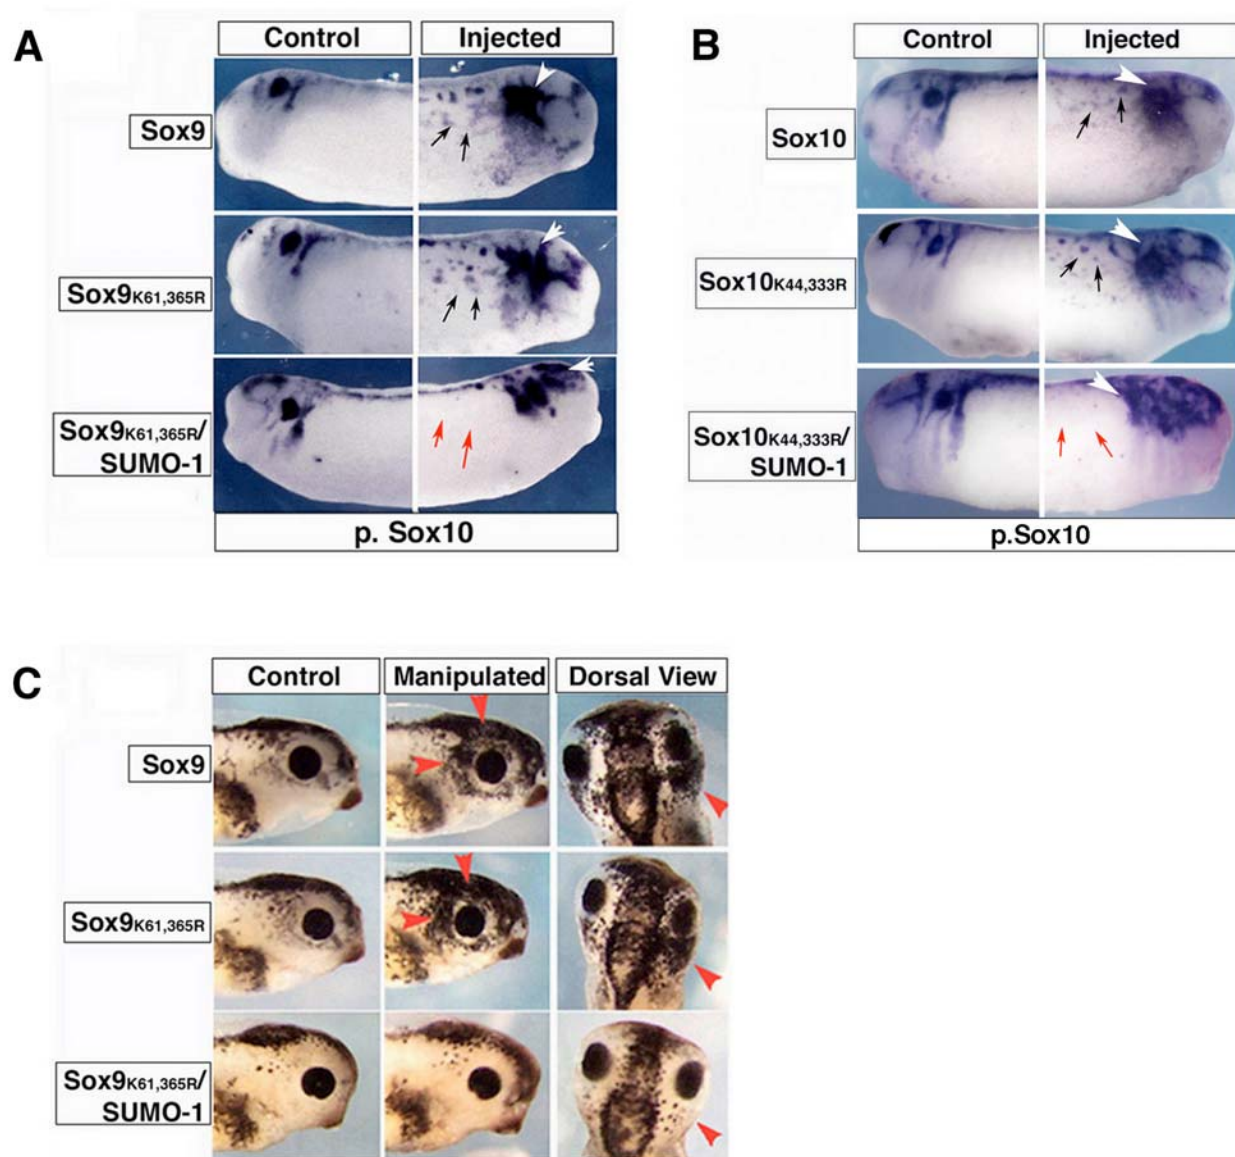 A
Control Injected
Sox9
Sox9K61,365R
Sox9K61,365R/
SUMO-1
p. Sox10
B
Control Injected
Sox10
Sox10K44,333R
Sox10K44,333R/
SUMO-1
p.Sox10
C
Control Manipulated Dorsal View
Sox9
Sox9K61,365R
Sox9K61,365R/
SUMO-1